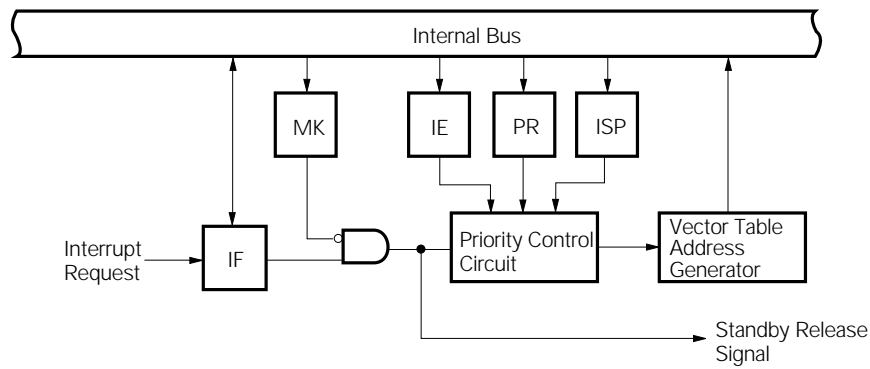 Internal Bus
MK
IE
PR
ISP
Interrupt
Request
IF
Priority Control
Circuit
Vector Table
Address
Generator
Standby Release
Signal